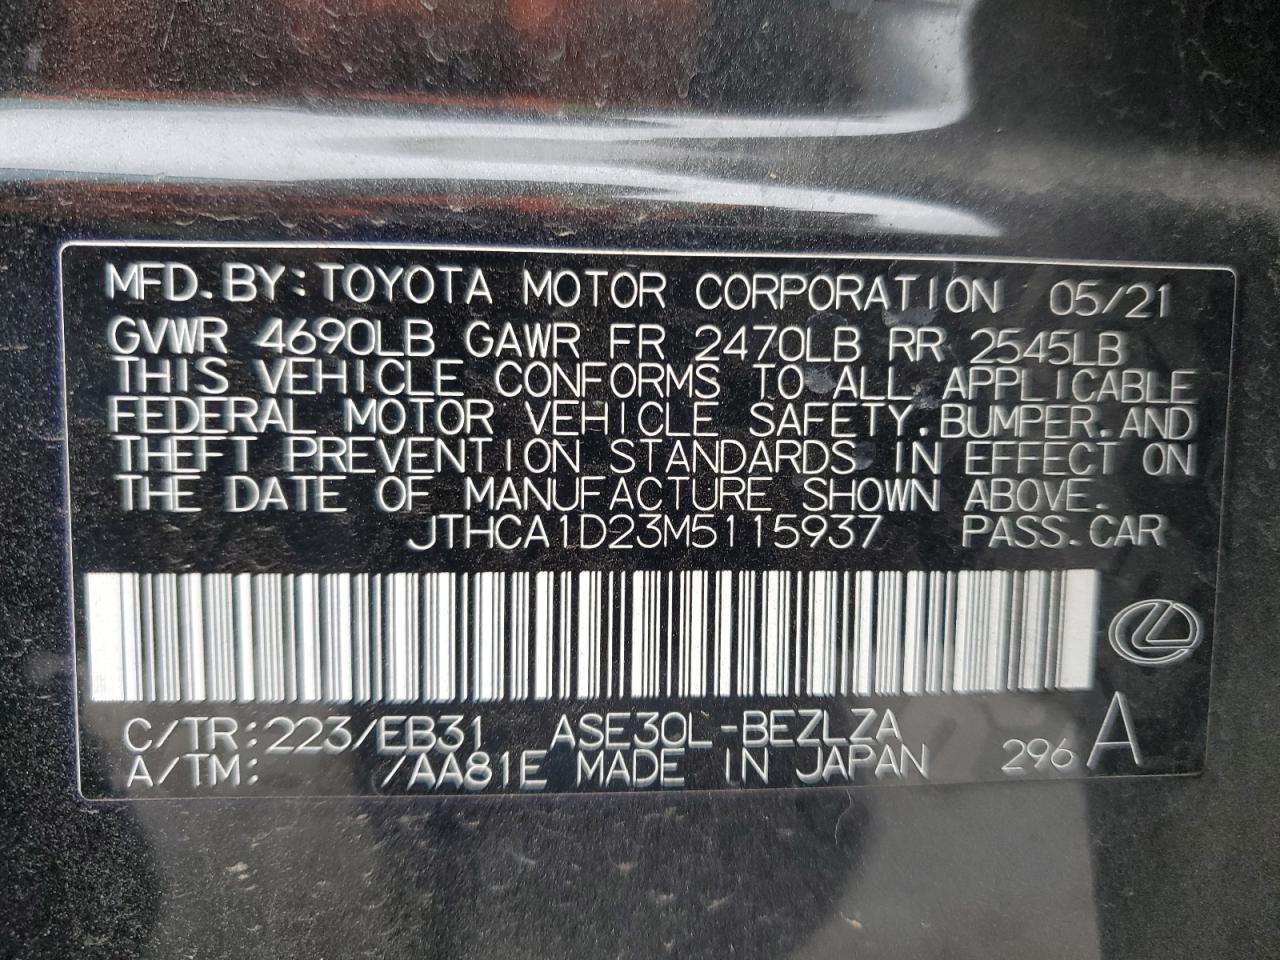 MFD. BY: TOYOTA MOTOR CORPORATION 05/21
GVWR 4690LB GAWR FR 2470LB RR 2545LB
THIS VEHICLE CONFORMS TO ALL APPLICABLE
FEDERAL MOTOR VEHICLE SAFETY, BUMPER, AND
THEFT PREVENTION STANDARDS IN EFFECT ON
THE DATE OF MANUFACTURE SHOWN ABOVE.
JTHCA1D23M5115937 PASS. CAR
C/TR: 223/EB31 ASE30L-BEZLZA
A/TM: /AA81E MADE IN JAPAN 296 A